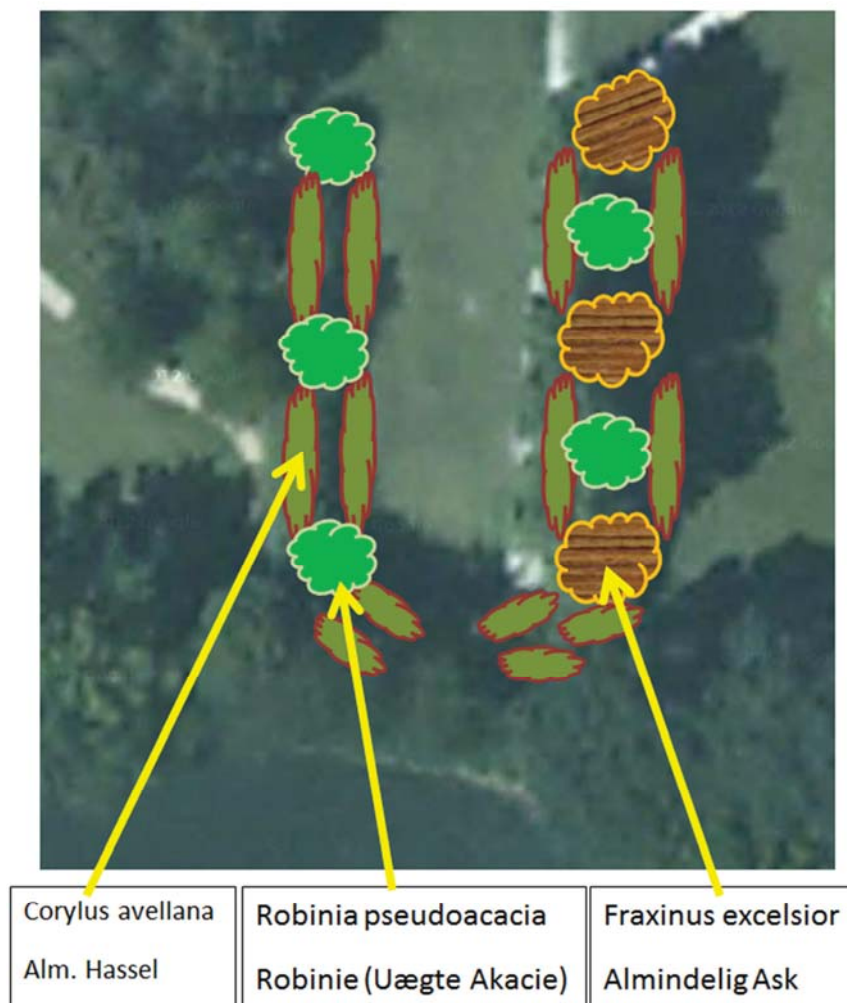 Corylus avellana
Alm. Hassel
Robinia pseudoacacia
Robinie (Uægte Akacie)
Fraxinus excelsior
Almindelig Ask